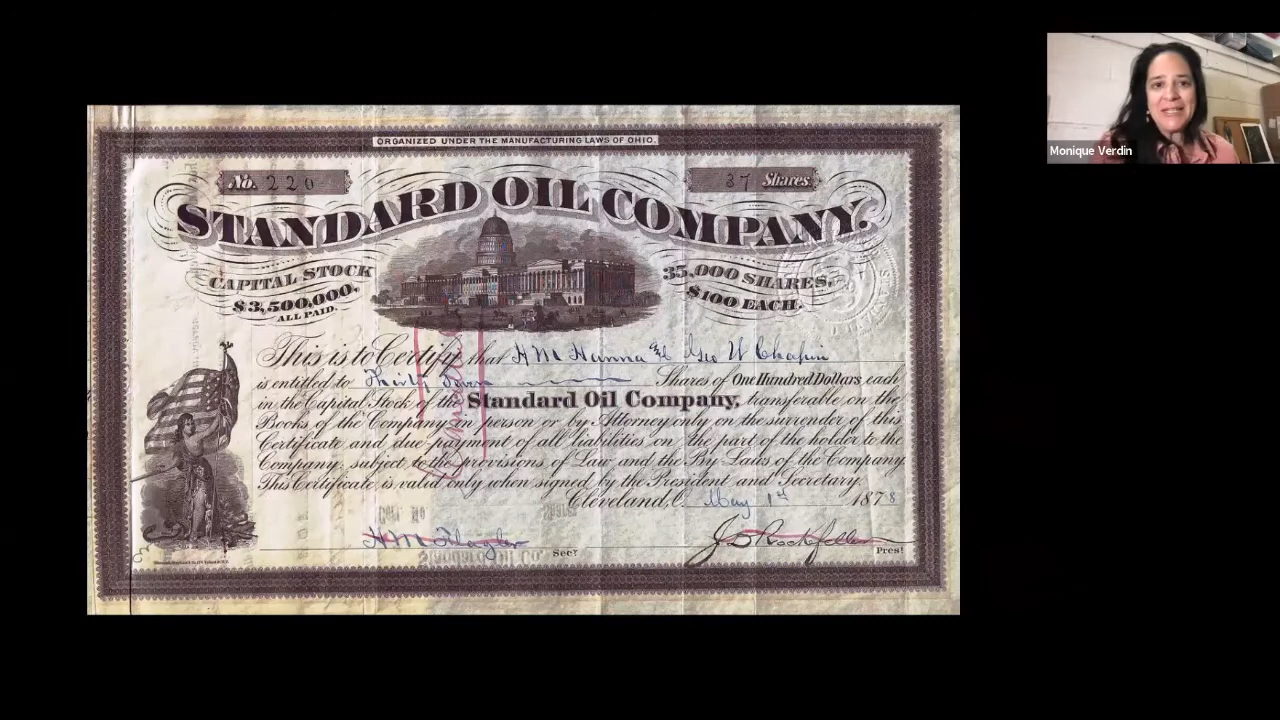 ORGANIZED UNDER THE MANUFACTURING LAWS OF OHIO.
No. 220
37 Shares.
STANDARD OIL COMPANY.
CAPITAL STOCK
$3,500,000.
ALL PAID.
35,000 SHARES.
$100 EACH.
This is to Certify that H M Hanna & Geo W Chapin
is entitled to Thirty Seven Shares of One Hundred Dollars, each
in the Capital Stock of the Standard Oil Company, transferable on the
Books of the Company in person or by Attorney only on the surrender of this
Certificate and due payment of all liabilities on the part of the holder to the
Company, subject to the provisions of Law and the By-Laws of the Company.
This Certificate is valid only when signed by the President and Secretary.
Cleveland, O. May 1st 1878
H M Flagler Secy
J D Rockefeller Prest
Monique Verdin